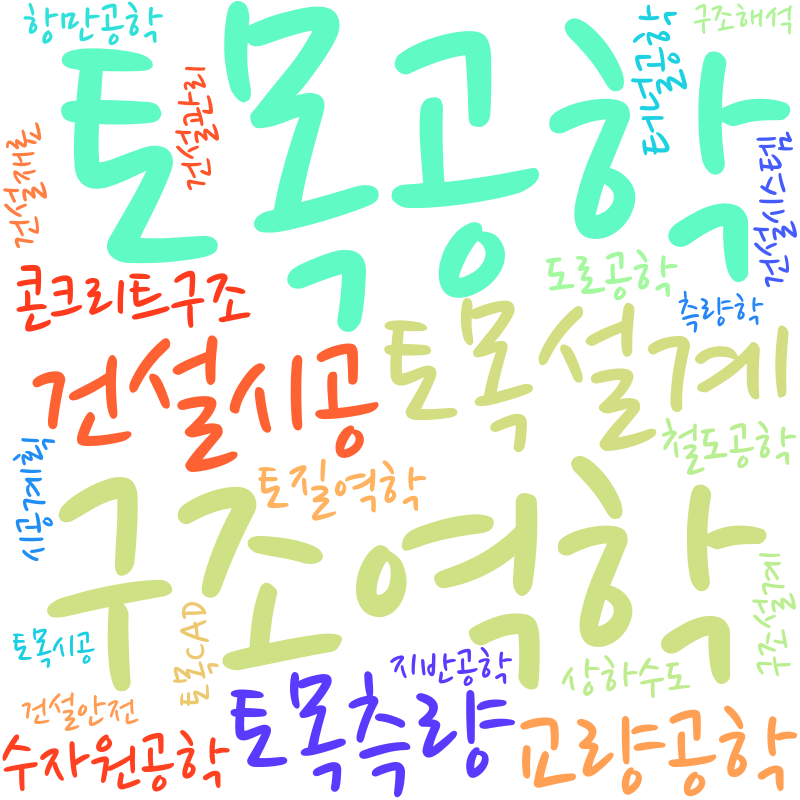 항만공학
토목공학
구조해석
터널공학
건설관리
건설재료
건설시스템
콘크리트구조
도로공학
측량학
건설시공
토목설계
철도공학
시공계획
토질역학
구조역학
구조설계
토목시공
토목CAD
지반공학
상하수도
건설안전
토목측량
수자원공학
교량공학